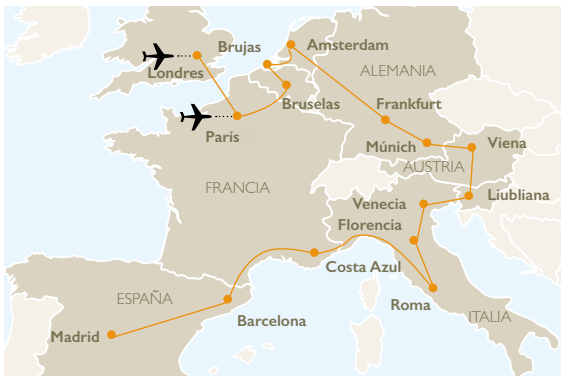 Brujas
Amsterdam
Londres
ALEMANIA
Bruselas
Frankfurt
París
Múnich
Viena
AUSTRIA
FRANCIA
Liubliana
Venecia
Florencia
Costa Azul
ESPAÑA
Roma
Barcelona
ITALIA
Madrid